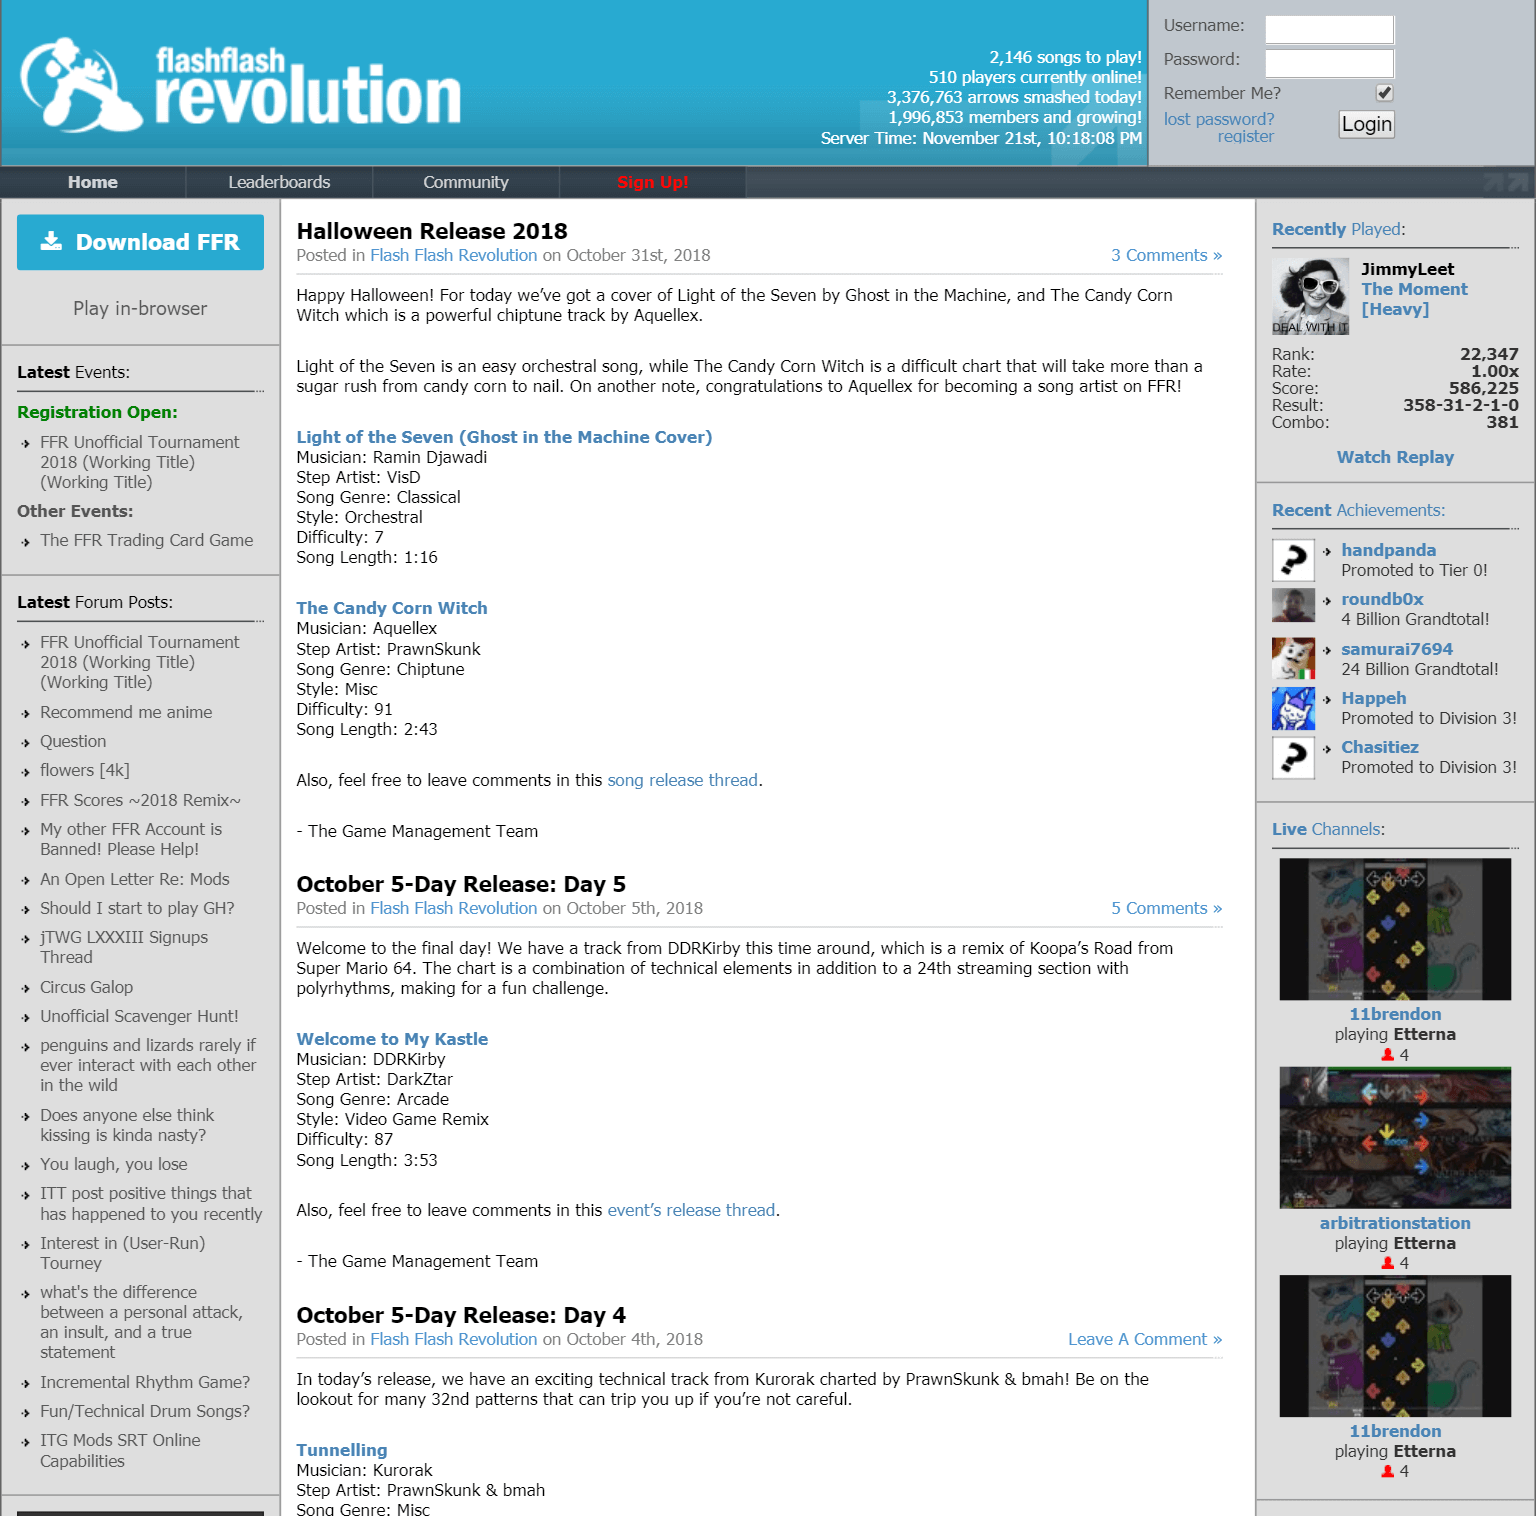 flashflash
revolution
2,146 songs to play!
510 players currently online!
3,376,763 arrows smashed today!
1,996,853 members and growing!
Server Time: November 21st, 10:18:08 PM
Username:
Password:
Remember Me?
lost password?
register
Login
Home
Leaderboards
Community
Sign Up!
Download FFR
Play in-browser
Latest Events:
Registration Open:
FFR Unofficial Tournament
2018 (Working Title)
(Working Title)
Other Events:
The FFR Trading Card Game
Latest Forum Posts:
FFR Unofficial Tournament
2018 (Working Title)
(Working Title)
Recommend me anime
Question
flowers [4k]
FFR Scores ~2018 Remix~
My other FFR Account is
Banned! Please Help!
An Open Letter Re: Mods
Should I start to play GH?
jTWG LXXXIII Signups
Thread
Circus Galop
Unofficial Scavenger Hunt!
penguins and lizards rarely if
ever interact with each other
in the wild
Does anyone else think
kissing is kinda nasty?
You laugh, you lose
ITT post positive things that
has happened to you recently
Interest in (User-Run)
Tourney
what's the difference
between a personal attack,
an insult, and a true
statement
Incremental Rhythm Game?
Fun/Technical Drum Songs?
ITG Mods SRT Online
Capabilities
Halloween Release 2018
Posted in Flash Flash Revolution on October 31st, 2018
3 Comments »
Happy Halloween! For today we’ve got a cover of Light of the Seven by Ghost in the Machine, and The Candy Corn
Witch which is a powerful chiptune track by Aquellex.
Light of the Seven is an easy orchestral song, while The Candy Corn Witch is a difficult chart that will take more than a
sugar rush from candy corn to nail. On another note, congratulations to Aquellex for becoming a song artist on FFR!
Light of the Seven (Ghost in the Machine Cover)
Musician: Ramin Djawadi
Step Artist: VisD
Song Genre: Classical
Style: Orchestral
Difficulty: 7
Song Length: 1:16
The Candy Corn Witch
Musician: Aquellex
Step Artist: PrawnSkunk
Song Genre: Chiptune
Style: Misc
Difficulty: 91
Song Length: 2:43
Also, feel free to leave comments in this song release thread.
- The Game Management Team
October 5-Day Release: Day 5
Posted in Flash Flash Revolution on October 5th, 2018
5 Comments »
Welcome to the final day! We have a track from DDRKirby this time around, which is a remix of Koopa’s Road from
Super Mario 64. The chart is a combination of technical elements in addition to a 24th streaming section with
polyrhythms, making for a fun challenge.
Welcome to My Kastle
Musician: DDRKirby
Step Artist: DarkZtar
Song Genre: Arcade
Style: Video Game Remix
Difficulty: 87
Song Length: 3:53
Also, feel free to leave comments in this event’s release thread.
- The Game Management Team
October 5-Day Release: Day 4
Posted in Flash Flash Revolution on October 4th, 2018
Leave A Comment »
In today’s release, we have an exciting technical track from Kurorak charted by PrawnSkunk & bmah! Be on the
lookout for many 32nd patterns that can trip you up if you’re not careful.
Tunnelling
Musician: Kurorak
Step Artist: PrawnSkunk & bmah
Song Genre: Misc
Recently Played:
DEAL WITH IT
JimmyLeet
The Moment
[Heavy]
Rank: 22,347
Rate: 1.00x
Score: 586,225
Result: 358-31-2-1-0
Combo: 381
Watch Replay
Recent Achievements:
handpanda
Promoted to Tier 0!
roundb0x
4 Billion Grandtotal!
samurai7694
24 Billion Grandtotal!
Happeh
Promoted to Division 3!
Chasitiez
Promoted to Division 3!
Live Channels:
11brendon
playing Etterna
4
arbitrationstation
playing Etterna
4
11brendon
playing Etterna
4